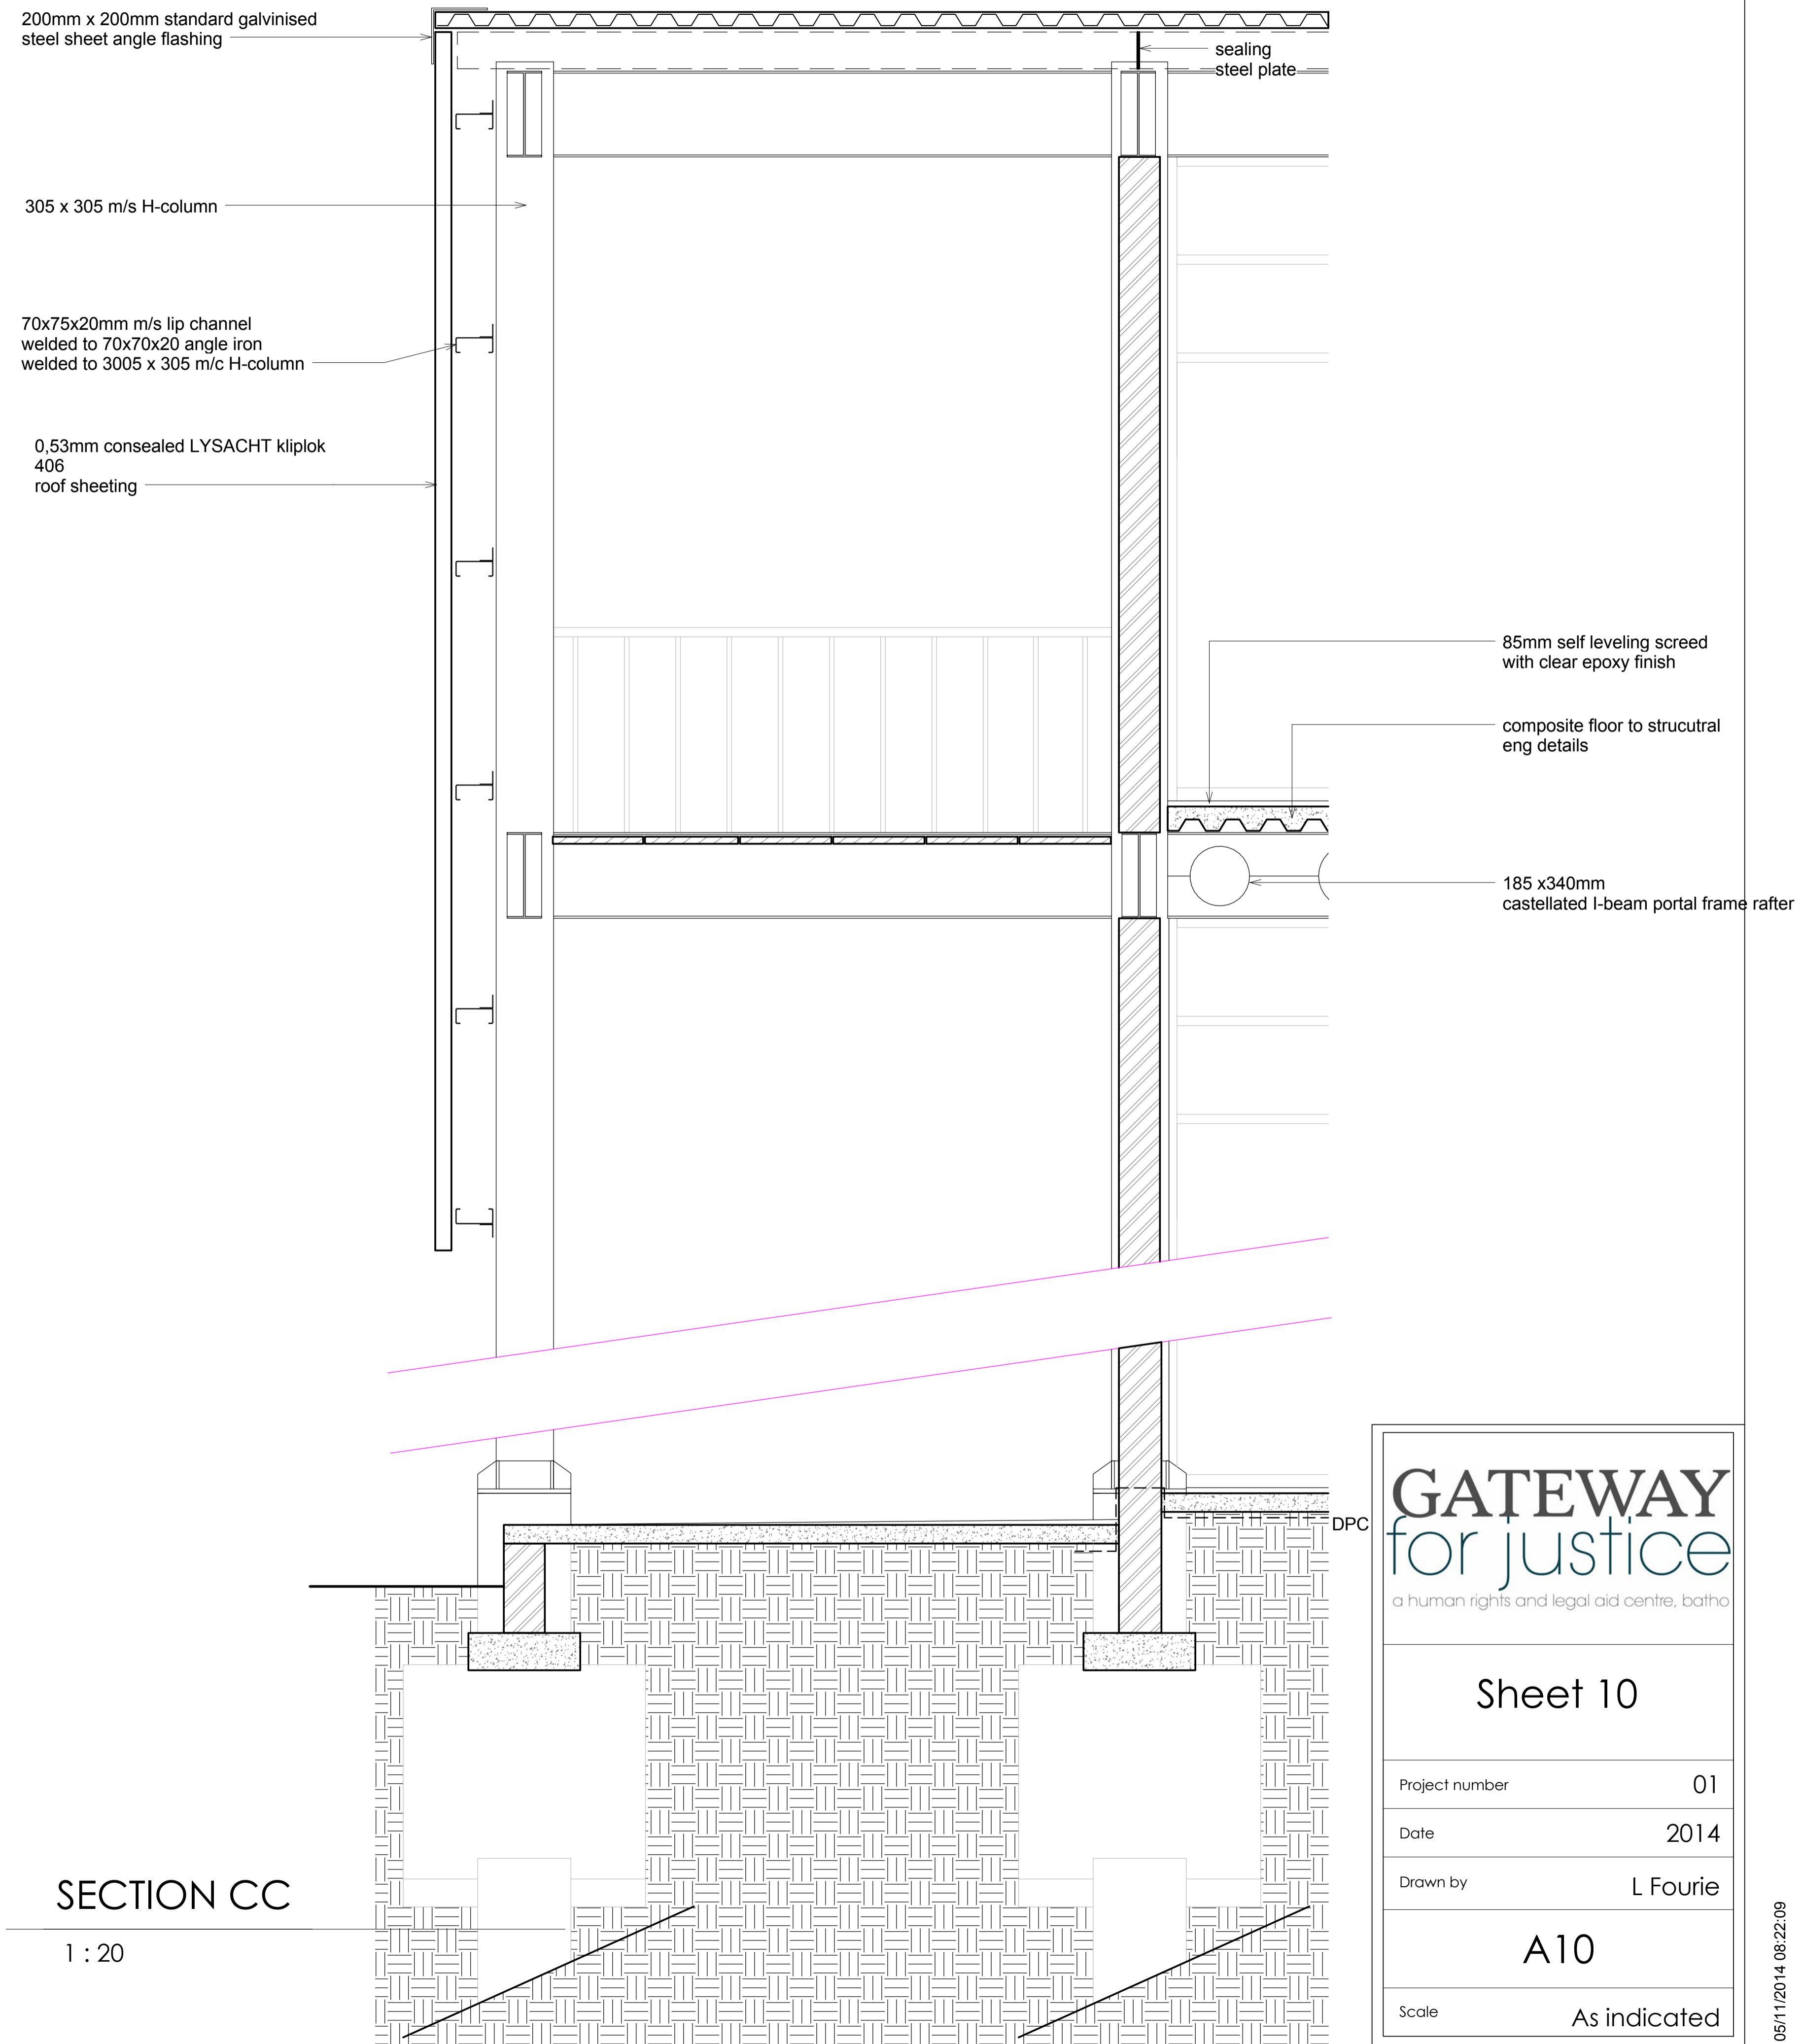 200mm x 200mm standard galvinised
steel sheet angle flashing
sealing
steel plate
305 x 305 m/s H-column
70x75x20mm m/s lip channel
welded to 70x70x20 angle iron
welded to 3005 x 305 m/c H-column
0,53mm consealed LYSACHT kliplok
406
roof sheeting
85mm self leveling screed
with clear epoxy finish
composite floor to strucutral
eng details
185 x340mm
castellated I-beam portal frame rafter
DPC
SECTION CC
1 : 20
GATEWAY
for justice
a human rights and legal aid centre, batho
Sheet 10
Project number 01
Date 2014
Drawn by L Fourie
A10
Scale As indicated
05/11/2014 08:22:09